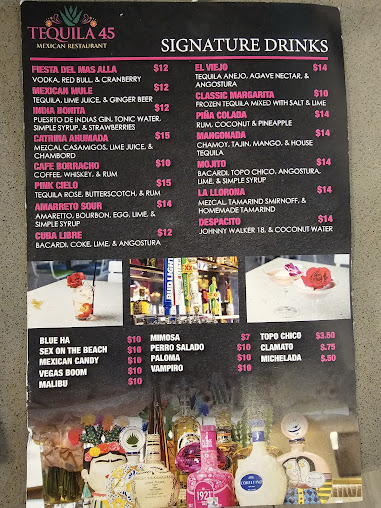 TEQUILA 45
MEXICAN RESTAURANT
SIGNATURE DRINKS
FIESTA DEL MAS ALLA $12
VODKA, RED BULL, & CRANBERRY
MEXICAN MULE $12
TEQUILA, LIME JUICE, & GINGER BEER
INDIA BONITA $12
PUESRTO DE INDIAS GIN, TONIC WATER,
SIMPLE SYRUP, & STRAWBERRIES
CATRINA AHUMADA $15
MEZCAL CASAMIGOS, LIME JUICE, &
CHAMBORD
CAFE BORRACHO $10
COFFEE, WHISKEY, & RUM
PINK CIELO $15
TEQUILA ROSE, BUTTERSCOTCH, & RUM
AMARRETO SOUR $14
AMARETTO, BOURBON, EGG, LIME, &
SIMPLE SYRUP
CUBA LIBRE $12
BACARDI, COKE, LIME, & ANGOSTURA
EL VIEJO $14
TEQUILA ANEJO, AGAVE NECTAR, &
ANGOSTURA
CLASSIC MARGARITA $10
FROZEN TEQUILA MIXED WITH SALT & LIME
PIÑA COLADA $14
RUM, COCONUT & PINEAPPLE
MANGONADA $14
CHAMOY, TAJIN, MANGO, & HOUSE
TEQUILA
MOJITO $14
BACARDI, TOPO CHICO, ANGOSTURA,
LIME, & SIMPLE SYRUP
LA LLORONA $14
MEZCAL, TAMARIND SMIRNOFF, &
HOMEMADE TAMARIND
DESPACITO $14
JOHNNY WALKER 18, & COCONUT WATER
BUD LIGHT
XX
BLUE HA $10
SEX ON THE BEACH $10
MEXICAN CANDY $10
VEGAS BOOM $10
MALIBU $10
MIMOSA $7
PERRO SALADO $10
PALOMA $10
VAMPIRO $10
TOPO CHICO $3.50
CLAMATO $.75
MICHELADA $.50
1921